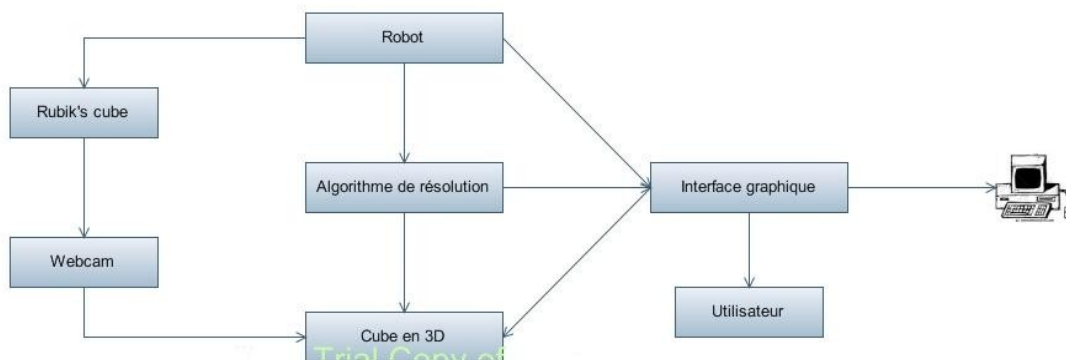 Robot
Rubik's cube
Algorithme de résolution
Interface graphique
Webcam
Utilisateur
Cube en 3D
Trial Copy of